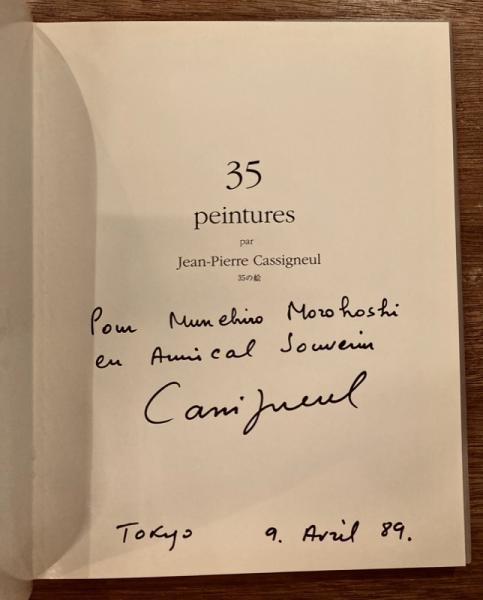 35
peintures
par
Jean-Pierre Cassigneul
35の絵
Pour Munehiro Morohoshi
en Amical Souvenir
Cassigneul
Tokyo 9. Avril 89.